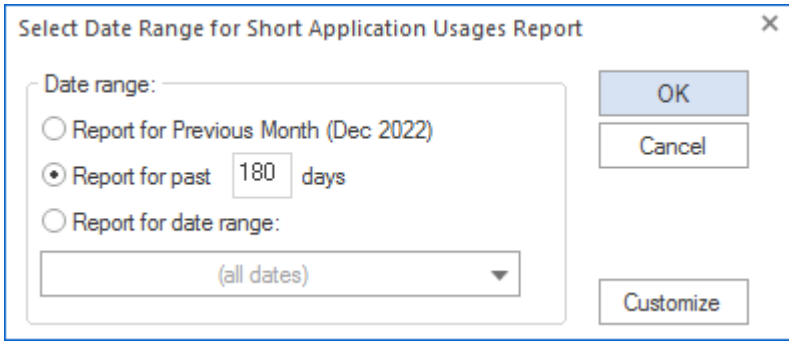 Select Date Range for Short Application Usages Report
Date range:
OK
Report for Previous Month (Dec 2022)
Cancel
Report for past 180 days
Report for date range:
(all dates)
Customize